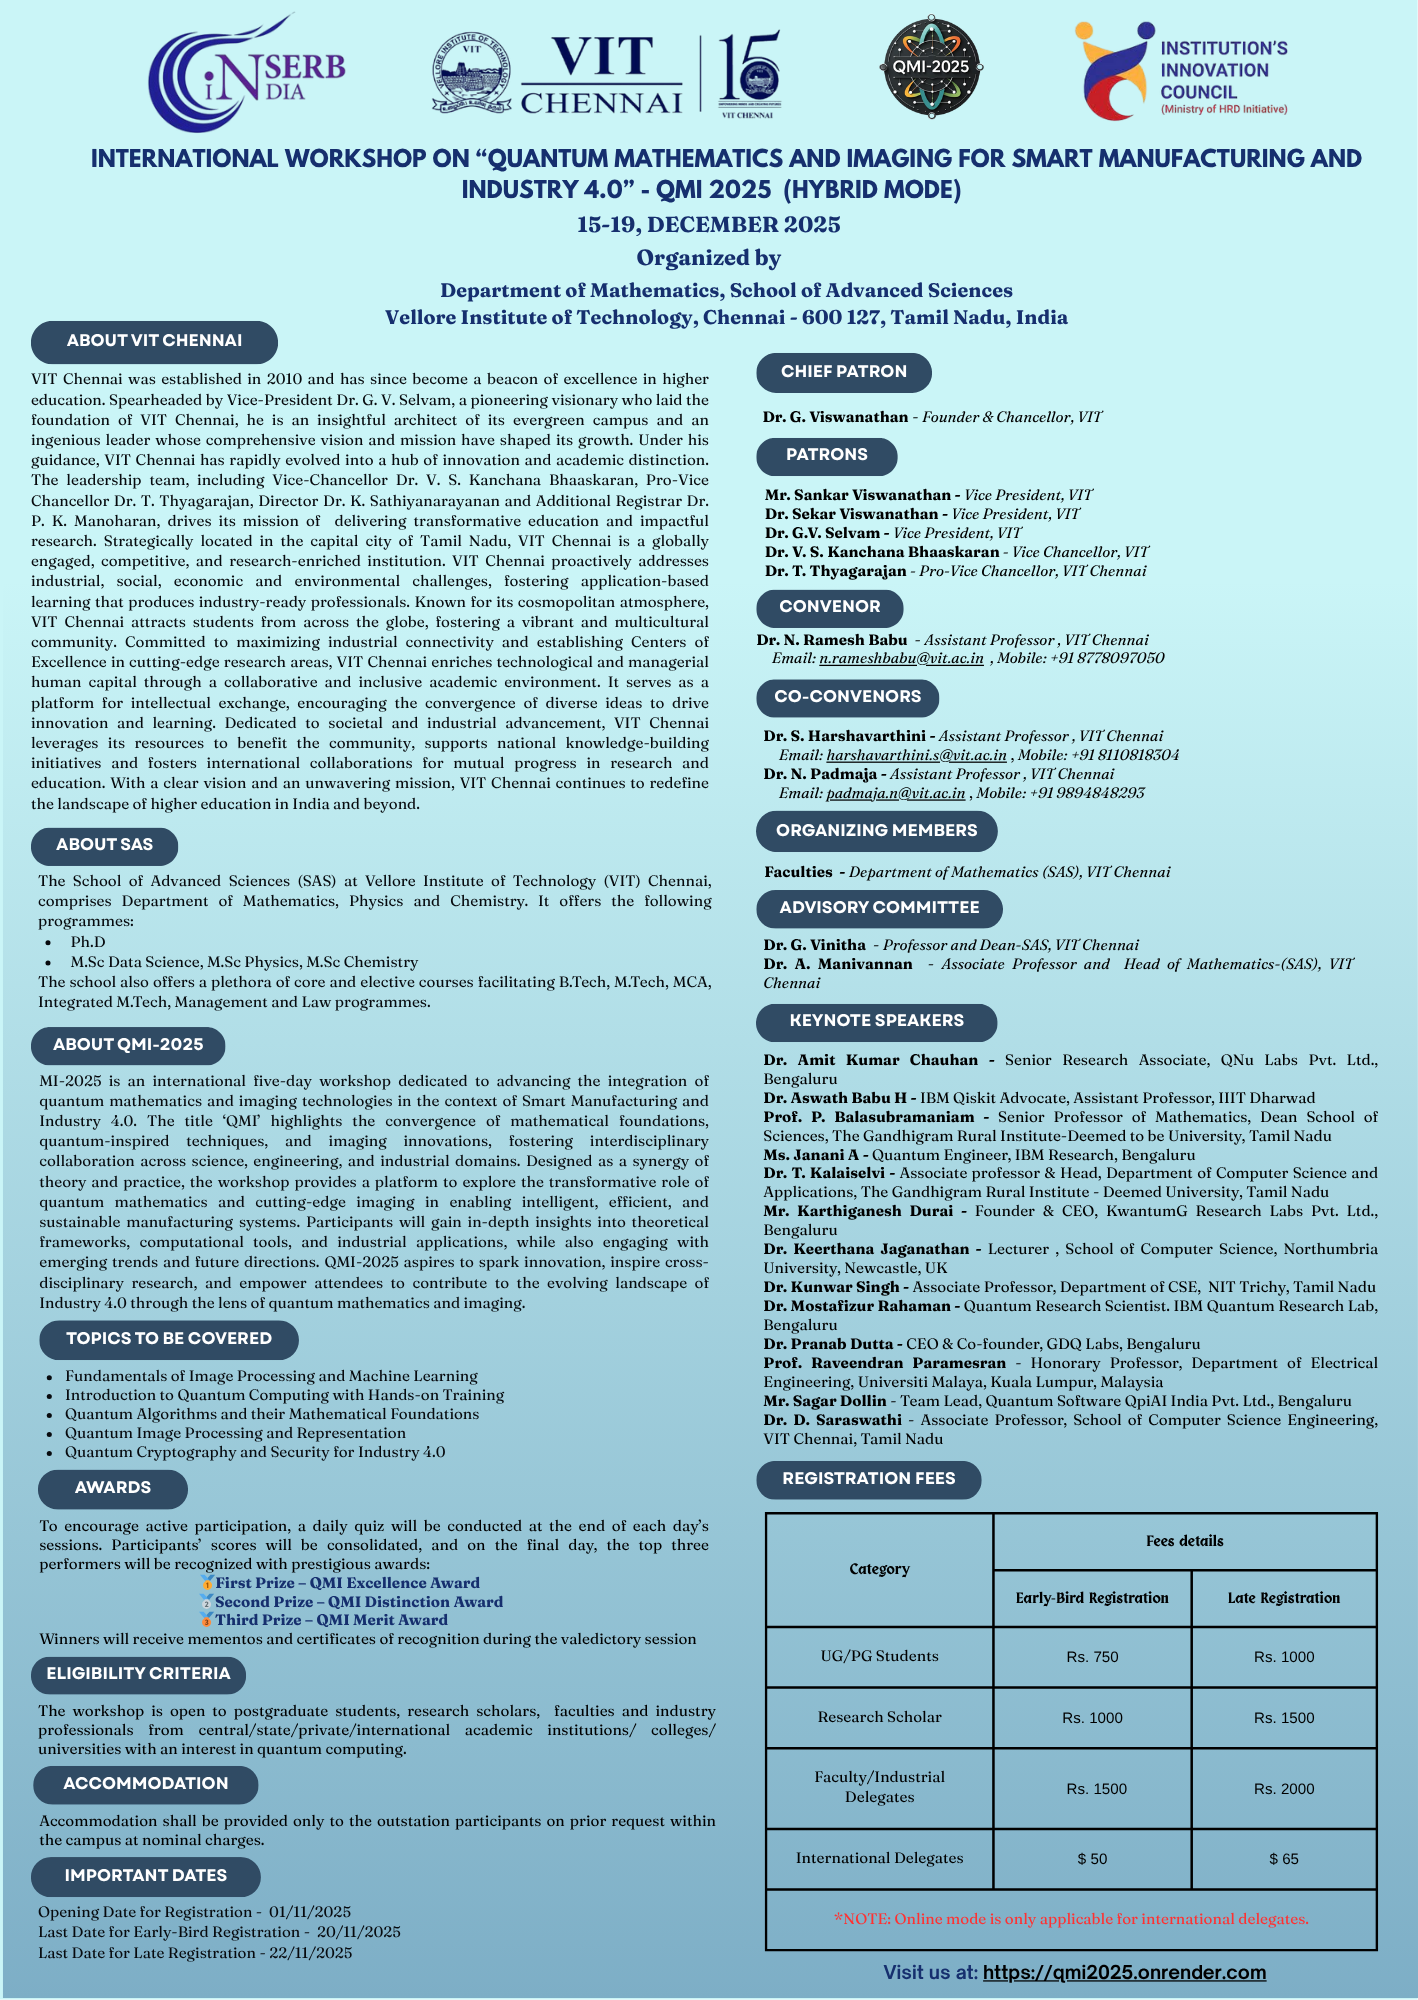 iNSERB
INDIA
VELLORE INSTITUTE OF TECHNOLOGY
VIT
VIT
CHENNAI
15
VIT CHENNAI
QMI-2025
INSTITUTION'S
INNOVATION
COUNCIL
(Ministry of HRD Initiative)
INTERNATIONAL WORKSHOP ON “QUANTUM MATHEMATICS AND IMAGING FOR SMART MANUFACTURING AND
INDUSTRY 4.0” - QMI 2025 (HYBRID MODE)
15-19, DECEMBER 2025
Organized by
Department of Mathematics, School of Advanced Sciences
Vellore Institute of Technology, Chennai - 600 127, Tamil Nadu, India
ABOUT VIT CHENNAI
VIT Chennai was established in 2010 and has since become a beacon of excellence in higher
education. Spearheaded by Vice-President Dr. G. V. Selvam, a pioneering visionary who laid the
foundation of VIT Chennai, he is an insightful architect of its evergreen campus and an
ingenious leader whose comprehensive vision and mission have shaped its growth. Under his
guidance, VIT Chennai has rapidly evolved into a hub of innovation and academic distinction.
The leadership team, including Vice-Chancellor Dr. V. S. Kanchana Bhaaskaran, Pro-Vice
Chancellor Dr. T. Thyagarajan, Director Dr. K. Sathiyanarayanan and Additional Registrar Dr.
P. K. Manoharan, drives its mission of delivering transformative education and impactful
research. Strategically located in the capital city of Tamil Nadu, VIT Chennai is a globally
engaged, competitive, and research-enriched institution. VIT Chennai proactively addresses
industrial, social, economic and environmental challenges, fostering application-based
learning that produces industry-ready professionals. Known for its cosmopolitan atmosphere,
VIT Chennai attracts students from across the globe, fostering a vibrant and multicultural
community. Committed to maximizing industrial connectivity and establishing Centers of
Excellence in cutting-edge research areas, VIT Chennai enriches technological and managerial
human capital through a collaborative and inclusive academic environment. It serves as a
platform for intellectual exchange, encouraging the convergence of diverse ideas to drive
innovation and learning. Dedicated to societal and industrial advancement, VIT Chennai
leverages its resources to benefit the community, supports national knowledge-building
initiatives and fosters international collaborations for mutual progress in research and
education. With a clear vision and an unwavering mission, VIT Chennai continues to redefine
the landscape of higher education in India and beyond.
ABOUT SAS
The School of Advanced Sciences (SAS) at Vellore Institute of Technology (VIT) Chennai,
comprises Department of Mathematics, Physics and Chemistry. It offers the following
programmes:
• Ph.D
• M.Sc Data Science, M.Sc Physics, M.Sc Chemistry
The school also offers a plethora of core and elective courses facilitating B.Tech, M.Tech, MCA,
Integrated M.Tech, Management and Law programmes.
ABOUT QMI-2025
MI-2025 is an international five-day workshop dedicated to advancing the integration of
quantum mathematics and imaging technologies in the context of Smart Manufacturing and
Industry 4.0. The title ‘QMI’ highlights the convergence of mathematical foundations,
quantum-inspired techniques, and imaging innovations, fostering interdisciplinary
collaboration across science, engineering, and industrial domains. Designed as a synergy of
theory and practice, the workshop provides a platform to explore the transformative role of
quantum mathematics and cutting-edge imaging in enabling intelligent, efficient, and
sustainable manufacturing systems. Participants will gain in-depth insights into theoretical
frameworks, computational tools, and industrial applications, while also engaging with
emerging trends and future directions. QMI-2025 aspires to spark innovation, inspire cross-
disciplinary research, and empower attendees to contribute to the evolving landscape of
Industry 4.0 through the lens of quantum mathematics and imaging.
TOPICS TO BE COVERED
• Fundamentals of Image Processing and Machine Learning
• Introduction to Quantum Computing with Hands-on Training
• Quantum Algorithms and their Mathematical Foundations
• Quantum Image Processing and Representation
• Quantum Cryptography and Security for Industry 4.0
AWARDS
To encourage active participation, a daily quiz will be conducted at the end of each day’s
sessions. Participants’ scores will be consolidated, and on the final day, the top three
performers will be recognized with prestigious awards:
🥇First Prize – QMI Excellence Award
🥈Second Prize – QMI Distinction Award
🥉Third Prize – QMI Merit Award
Winners will receive mementos and certificates of recognition during the valedictory session
ELIGIBILITY CRITERIA
The workshop is open to postgraduate students, research scholars, faculties and industry
professionals from central/state/private/international academic institutions/ colleges/
universities with an interest in quantum computing.
ACCOMMODATION
Accommodation shall be provided only to the outstation participants on prior request within
the campus at nominal charges.
IMPORTANT DATES
Opening Date for Registration - 01/11/2025
Last Date for Early-Bird Registration - 20/11/2025
Last Date for Late Registration - 22/11/2025
CHIEF PATRON
Dr. G. Viswanathan - Founder & Chancellor, VIT
PATRONS
Mr. Sankar Viswanathan - Vice President, VIT
Dr. Sekar Viswanathan - Vice President, VIT
Dr. G.V. Selvam - Vice President, VIT
Dr. V. S. Kanchana Bhaaskaran - Vice Chancellor, VIT
Dr. T. Thyagarajan - Pro-Vice Chancellor, VIT Chennai
CONVENOR
Dr. N. Ramesh Babu - Assistant Professor , VIT Chennai
Email: n.rameshbabu@vit.ac.in , Mobile: +91 8778097050
CO-CONVENORS
Dr. S. Harshavarthini - Assistant Professor , VIT Chennai
Email: harshavarthini.s@vit.ac.in , Mobile: +91 8110818304
Dr. N. Padmaja - Assistant Professor , VIT Chennai
Email: padmaja.n@vit.ac.in , Mobile: +91 9894848293
ORGANIZING MEMBERS
Faculties - Department of Mathematics (SAS), VIT Chennai
ADVISORY COMMITTEE
Dr. G. Vinitha - Professor and Dean-SAS, VIT Chennai
Dr. A. Manivannan - Associate Professor and Head of Mathematics-(SAS), VIT
Chennai
KEYNOTE SPEAKERS
Dr. Amit Kumar Chauhan - Senior Research Associate, QNu Labs Pvt. Ltd.,
Bengaluru
Dr. Aswath Babu H - IBM Qiskit Advocate, Assistant Professor, IIIT Dharwad
Prof. P. Balasubramaniam - Senior Professor of Mathematics, Dean School of
Sciences, The Gandhigram Rural Institute-Deemed to be University, Tamil Nadu
Ms. Janani A - Quantum Engineer, IBM Research, Bengaluru
Dr. T. Kalaiselvi - Associate professor & Head, Department of Computer Science and
Applications, The Gandhigram Rural Institute - Deemed University, Tamil Nadu
Mr. Karthiganesh Durai - Founder & CEO, KwantumG Research Labs Pvt. Ltd.,
Bengaluru
Dr. Keerthana Jaganathan - Lecturer , School of Computer Science, Northumbria
University, Newcastle, UK
Dr. Kunwar Singh - Associate Professor, Department of CSE, NIT Trichy, Tamil Nadu
Dr. Mostafizur Rahaman - Quantum Research Scientist. IBM Quantum Research Lab,
Bengaluru
Dr. Pranab Dutta - CEO & Co-founder, GDQ Labs, Bengaluru
Prof. Raveendran Paramesran - Honorary Professor, Department of Electrical
Engineering, Universiti Malaya, Kuala Lumpur, Malaysia
Mr. Sagar Dollin - Team Lead, Quantum Software QpiAI India Pvt. Ltd., Bengaluru
Dr. D. Saraswathi - Associate Professor, School of Computer Science Engineering,
VIT Chennai, Tamil Nadu
REGISTRATION FEES
Category
Fees details
Early-Bird Registration
Late Registration
UG/PG Students
Rs. 750
Rs. 1000
Research Scholar
Rs. 1000
Rs. 1500
Faculty/Industrial
Delegates
Rs. 1500
Rs. 2000
International Delegates
$ 50
$ 65
*NOTE: Online mode is only applicable for international delegates.
Visit us at: https://qmi2025.onrender.com